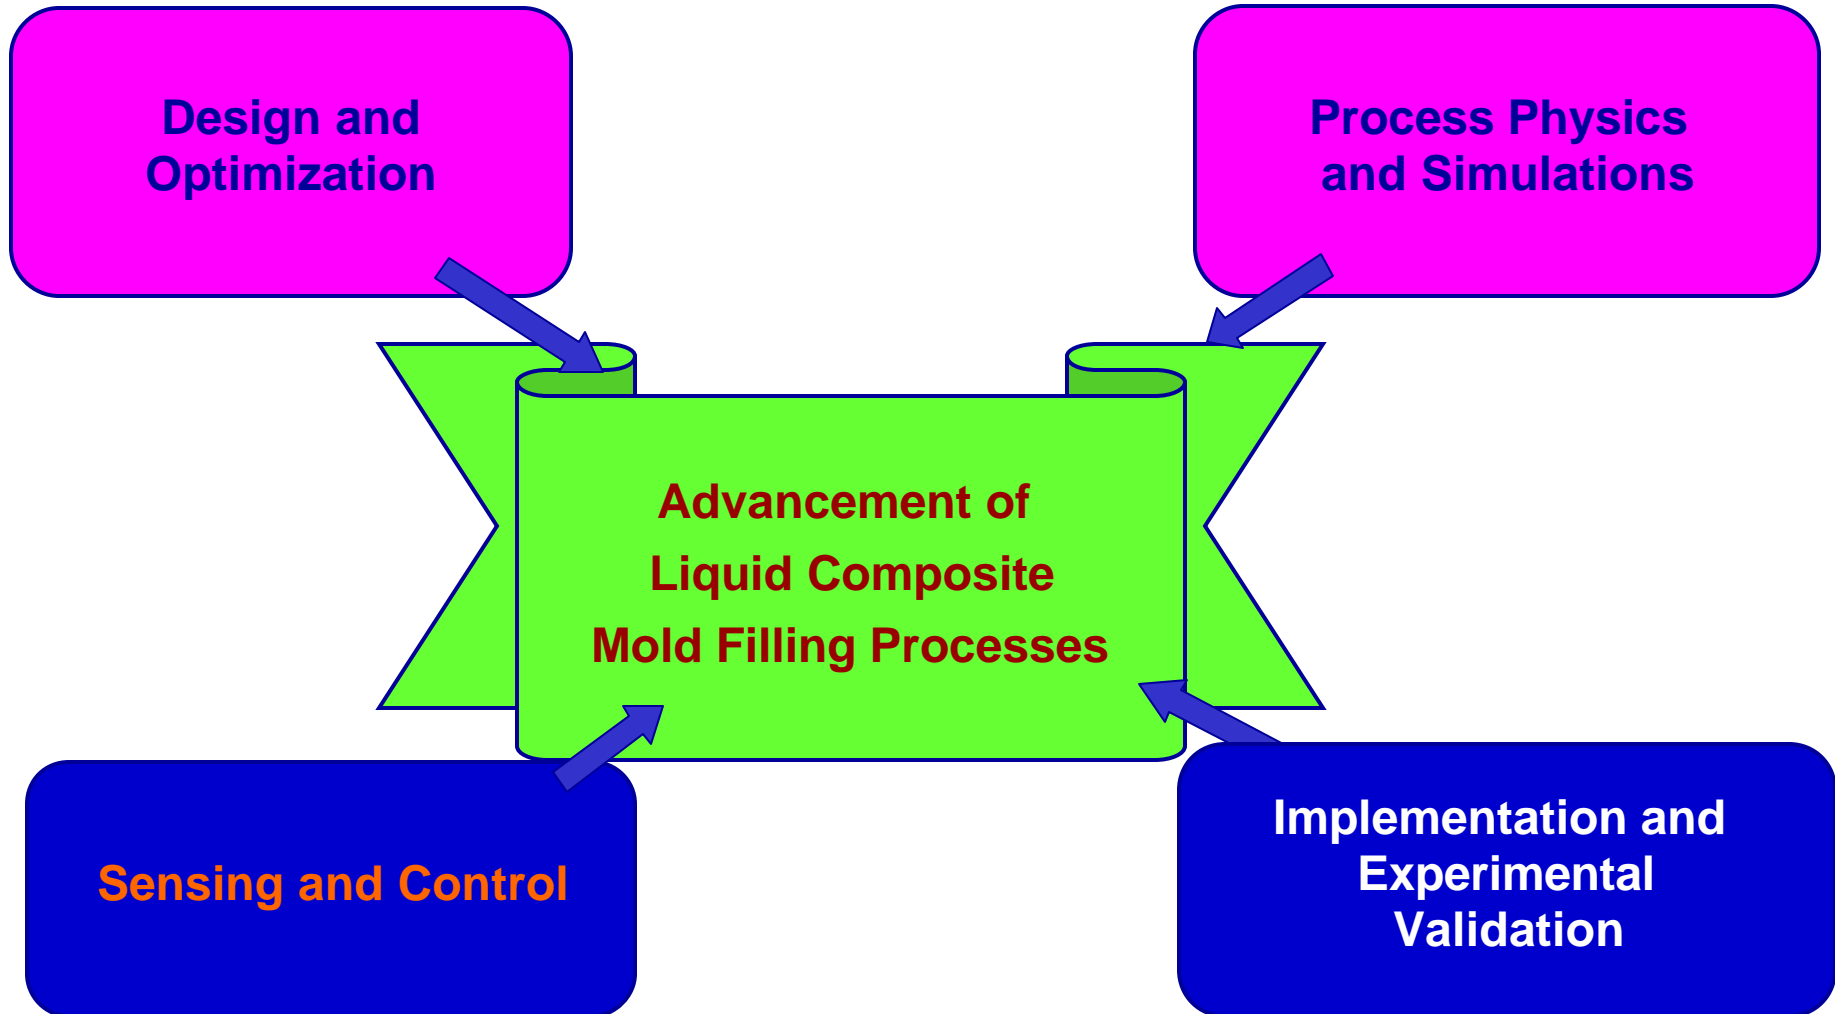 Design and
Optimization
Process Physics
and Simulations
Advancement of
Liquid Composite
Mold Filling Processes
Sensing and Control
Implementation and
Experimental
Validation